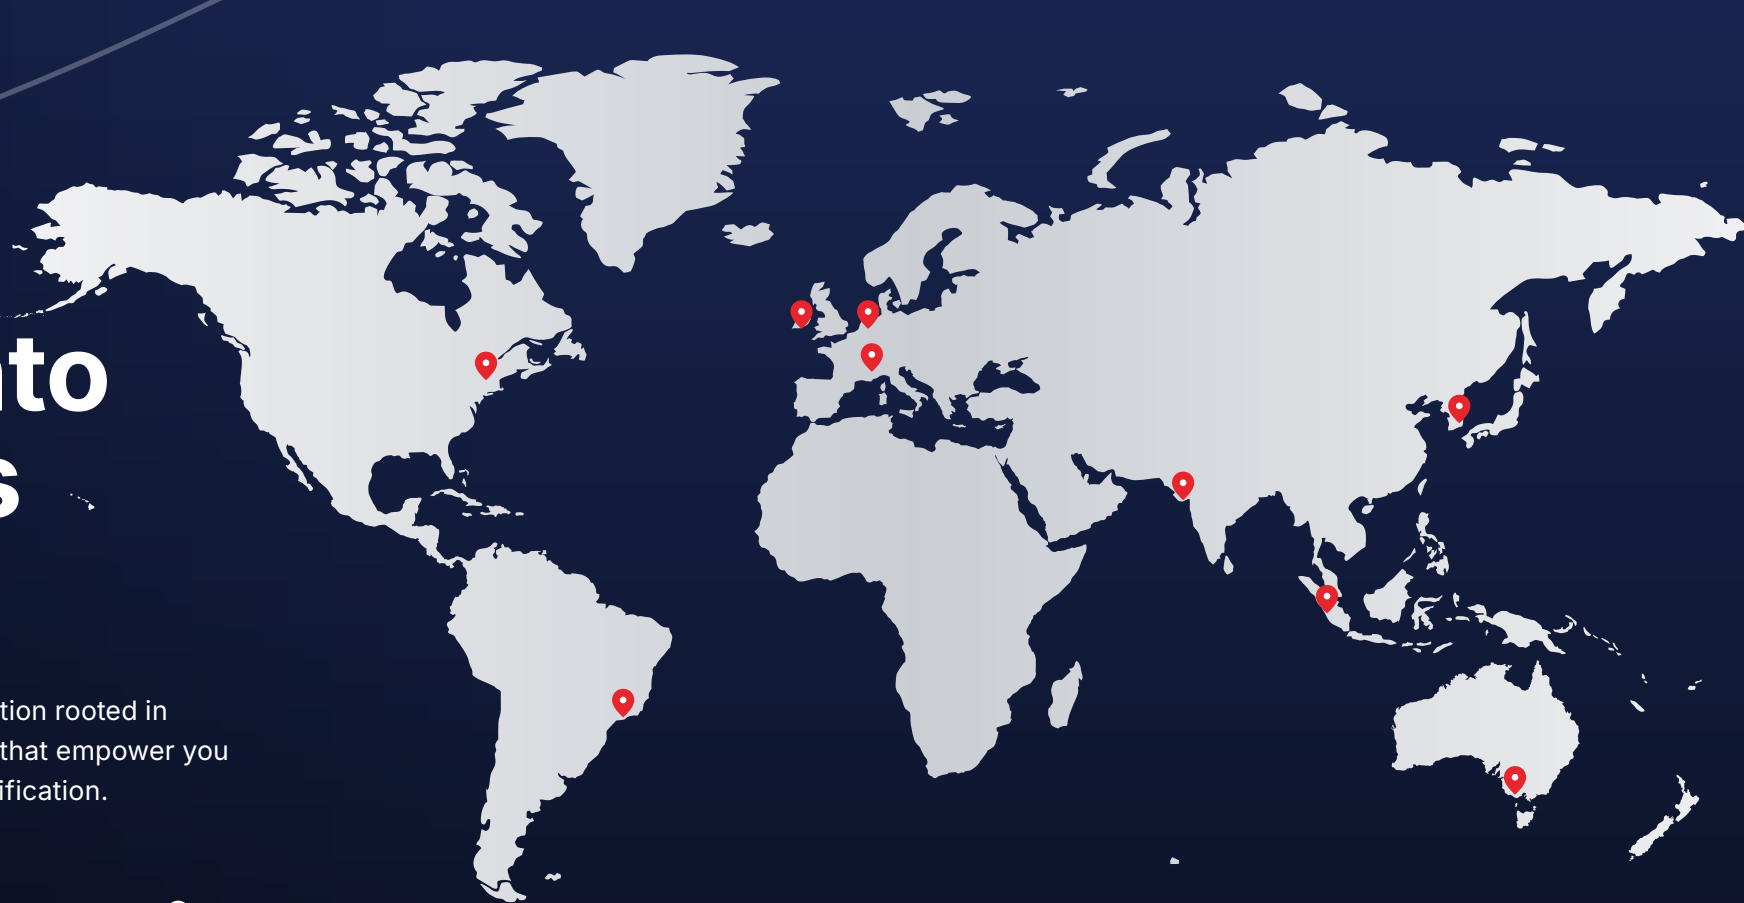 nto
s
tion rooted in
that empower you
ification.